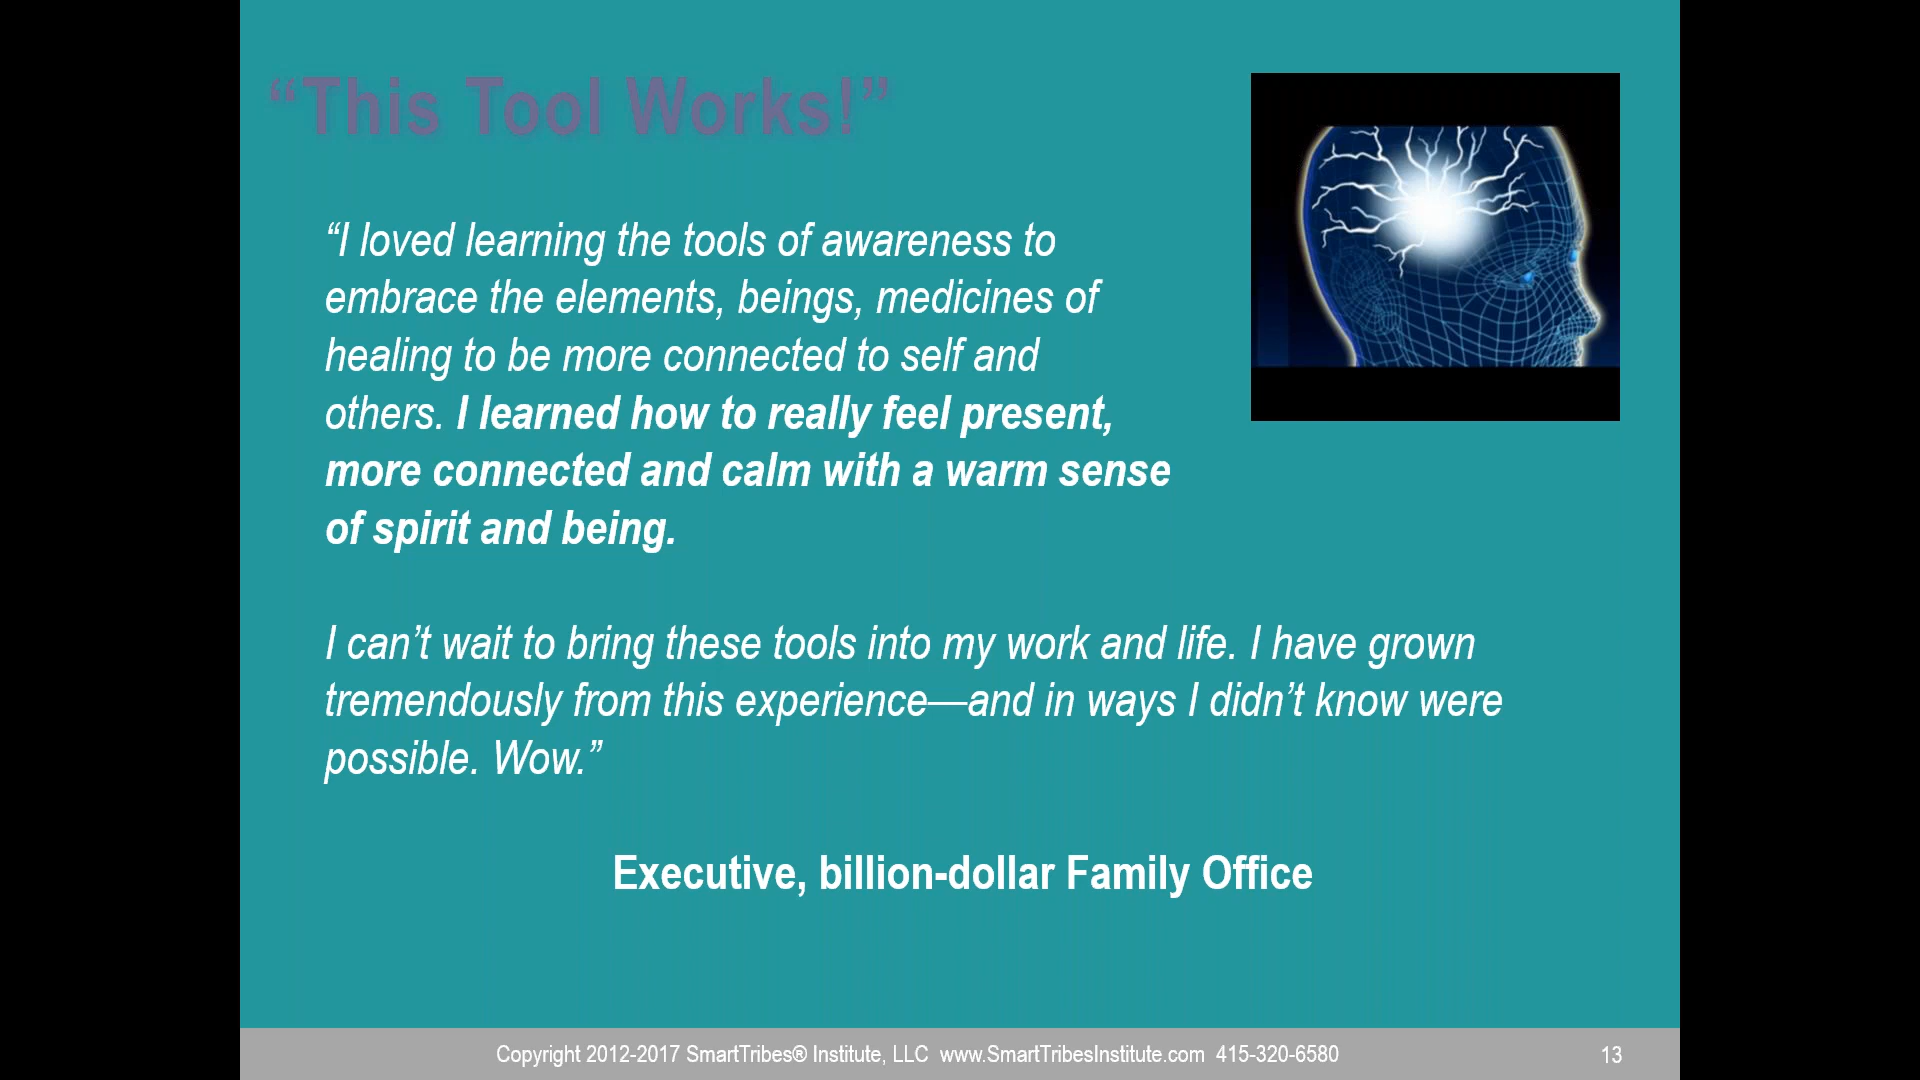 “This Tool Works!”
“I loved learning the tools of awareness to
embrace the elements, beings, medicines of
healing to be more connected to self and
others. I learned how to really feel present,
more connected and calm with a warm sense
of spirit and being.
I can’t wait to bring these tools into my work and life. I have grown
tremendously from this experience—and in ways I didn’t know were
possible. Wow.”
Executive, billion-dollar Family Office
Copyright 2012-2017 SmartTribes® Institute, LLC  www.SmartTribesInstitute.com  415-320-6580
13